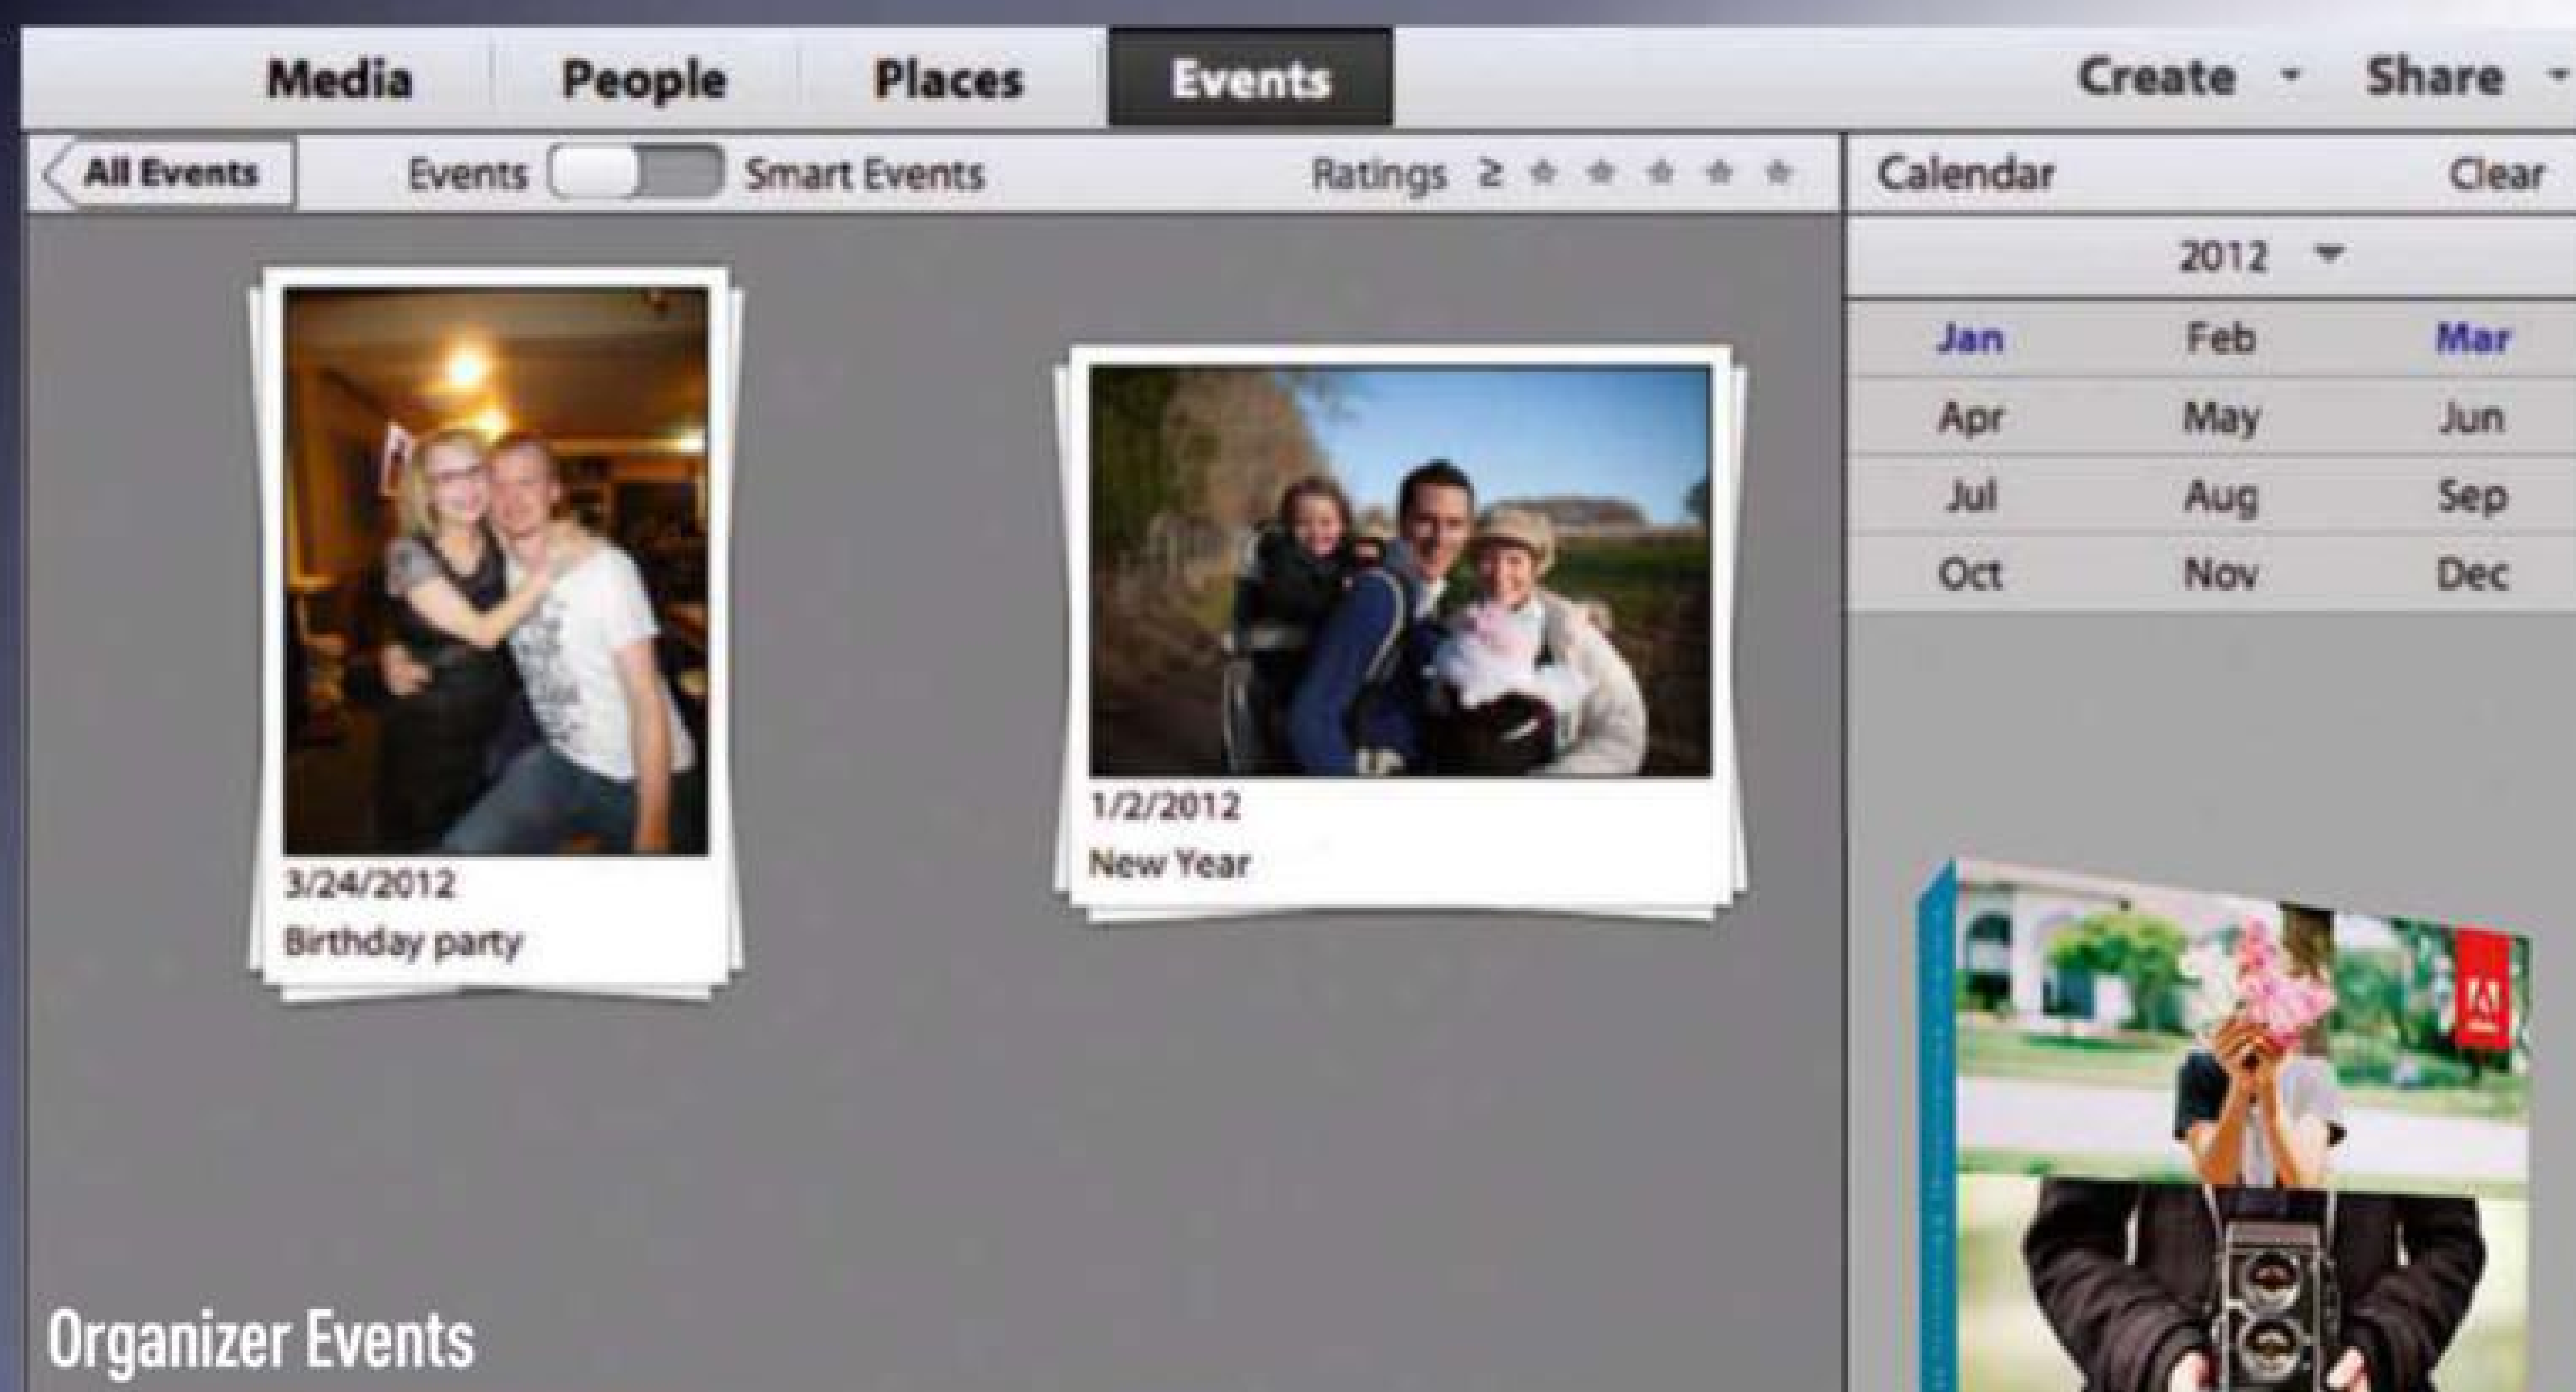 Media People Places Events Create Share
All Events Events Smart Events Ratings ≥ Calendar Clear
2012
Jan Feb Mar
Apr May Jun
Jul Aug Sep
Oct Nov Dec
3/24/2012
Birthday party
1/2/2012
New Year
Organizer Events